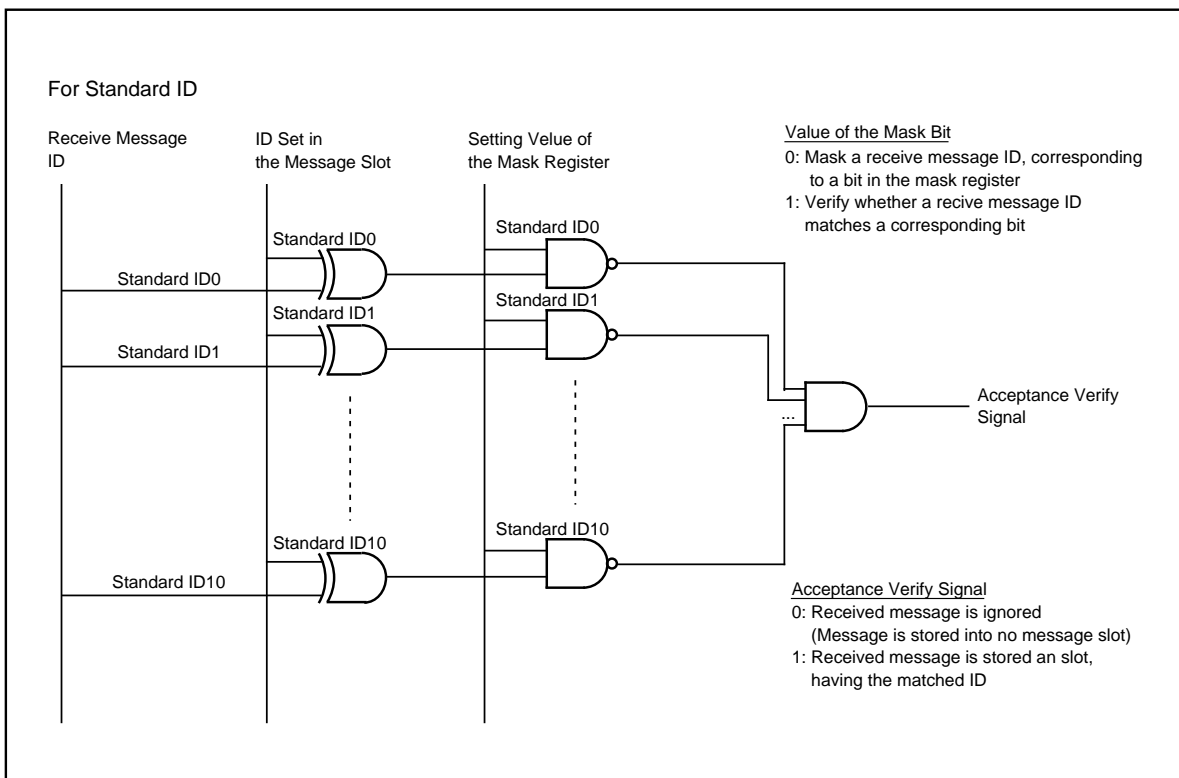 For Standard ID
Receive Message
ID
ID Set in
the Message Slot
Setting Velue of
the Mask Register
Value of the Mask Bit
0: Mask a receive message ID, corresponding
to a bit in the mask register
1: Verify whether a recive message ID
matches a corresponding bit
Standard ID0
Standard ID0
Standard ID0
Standard ID1
Standard ID1
Standard ID1
...
Acceptance Verify
Signal
Standard ID10
Standard ID10
Standard ID10
Acceptance Verify Signal
0: Received message is ignored
(Message is stored into no message slot)
1: Received message is stored an slot,
having the matched ID